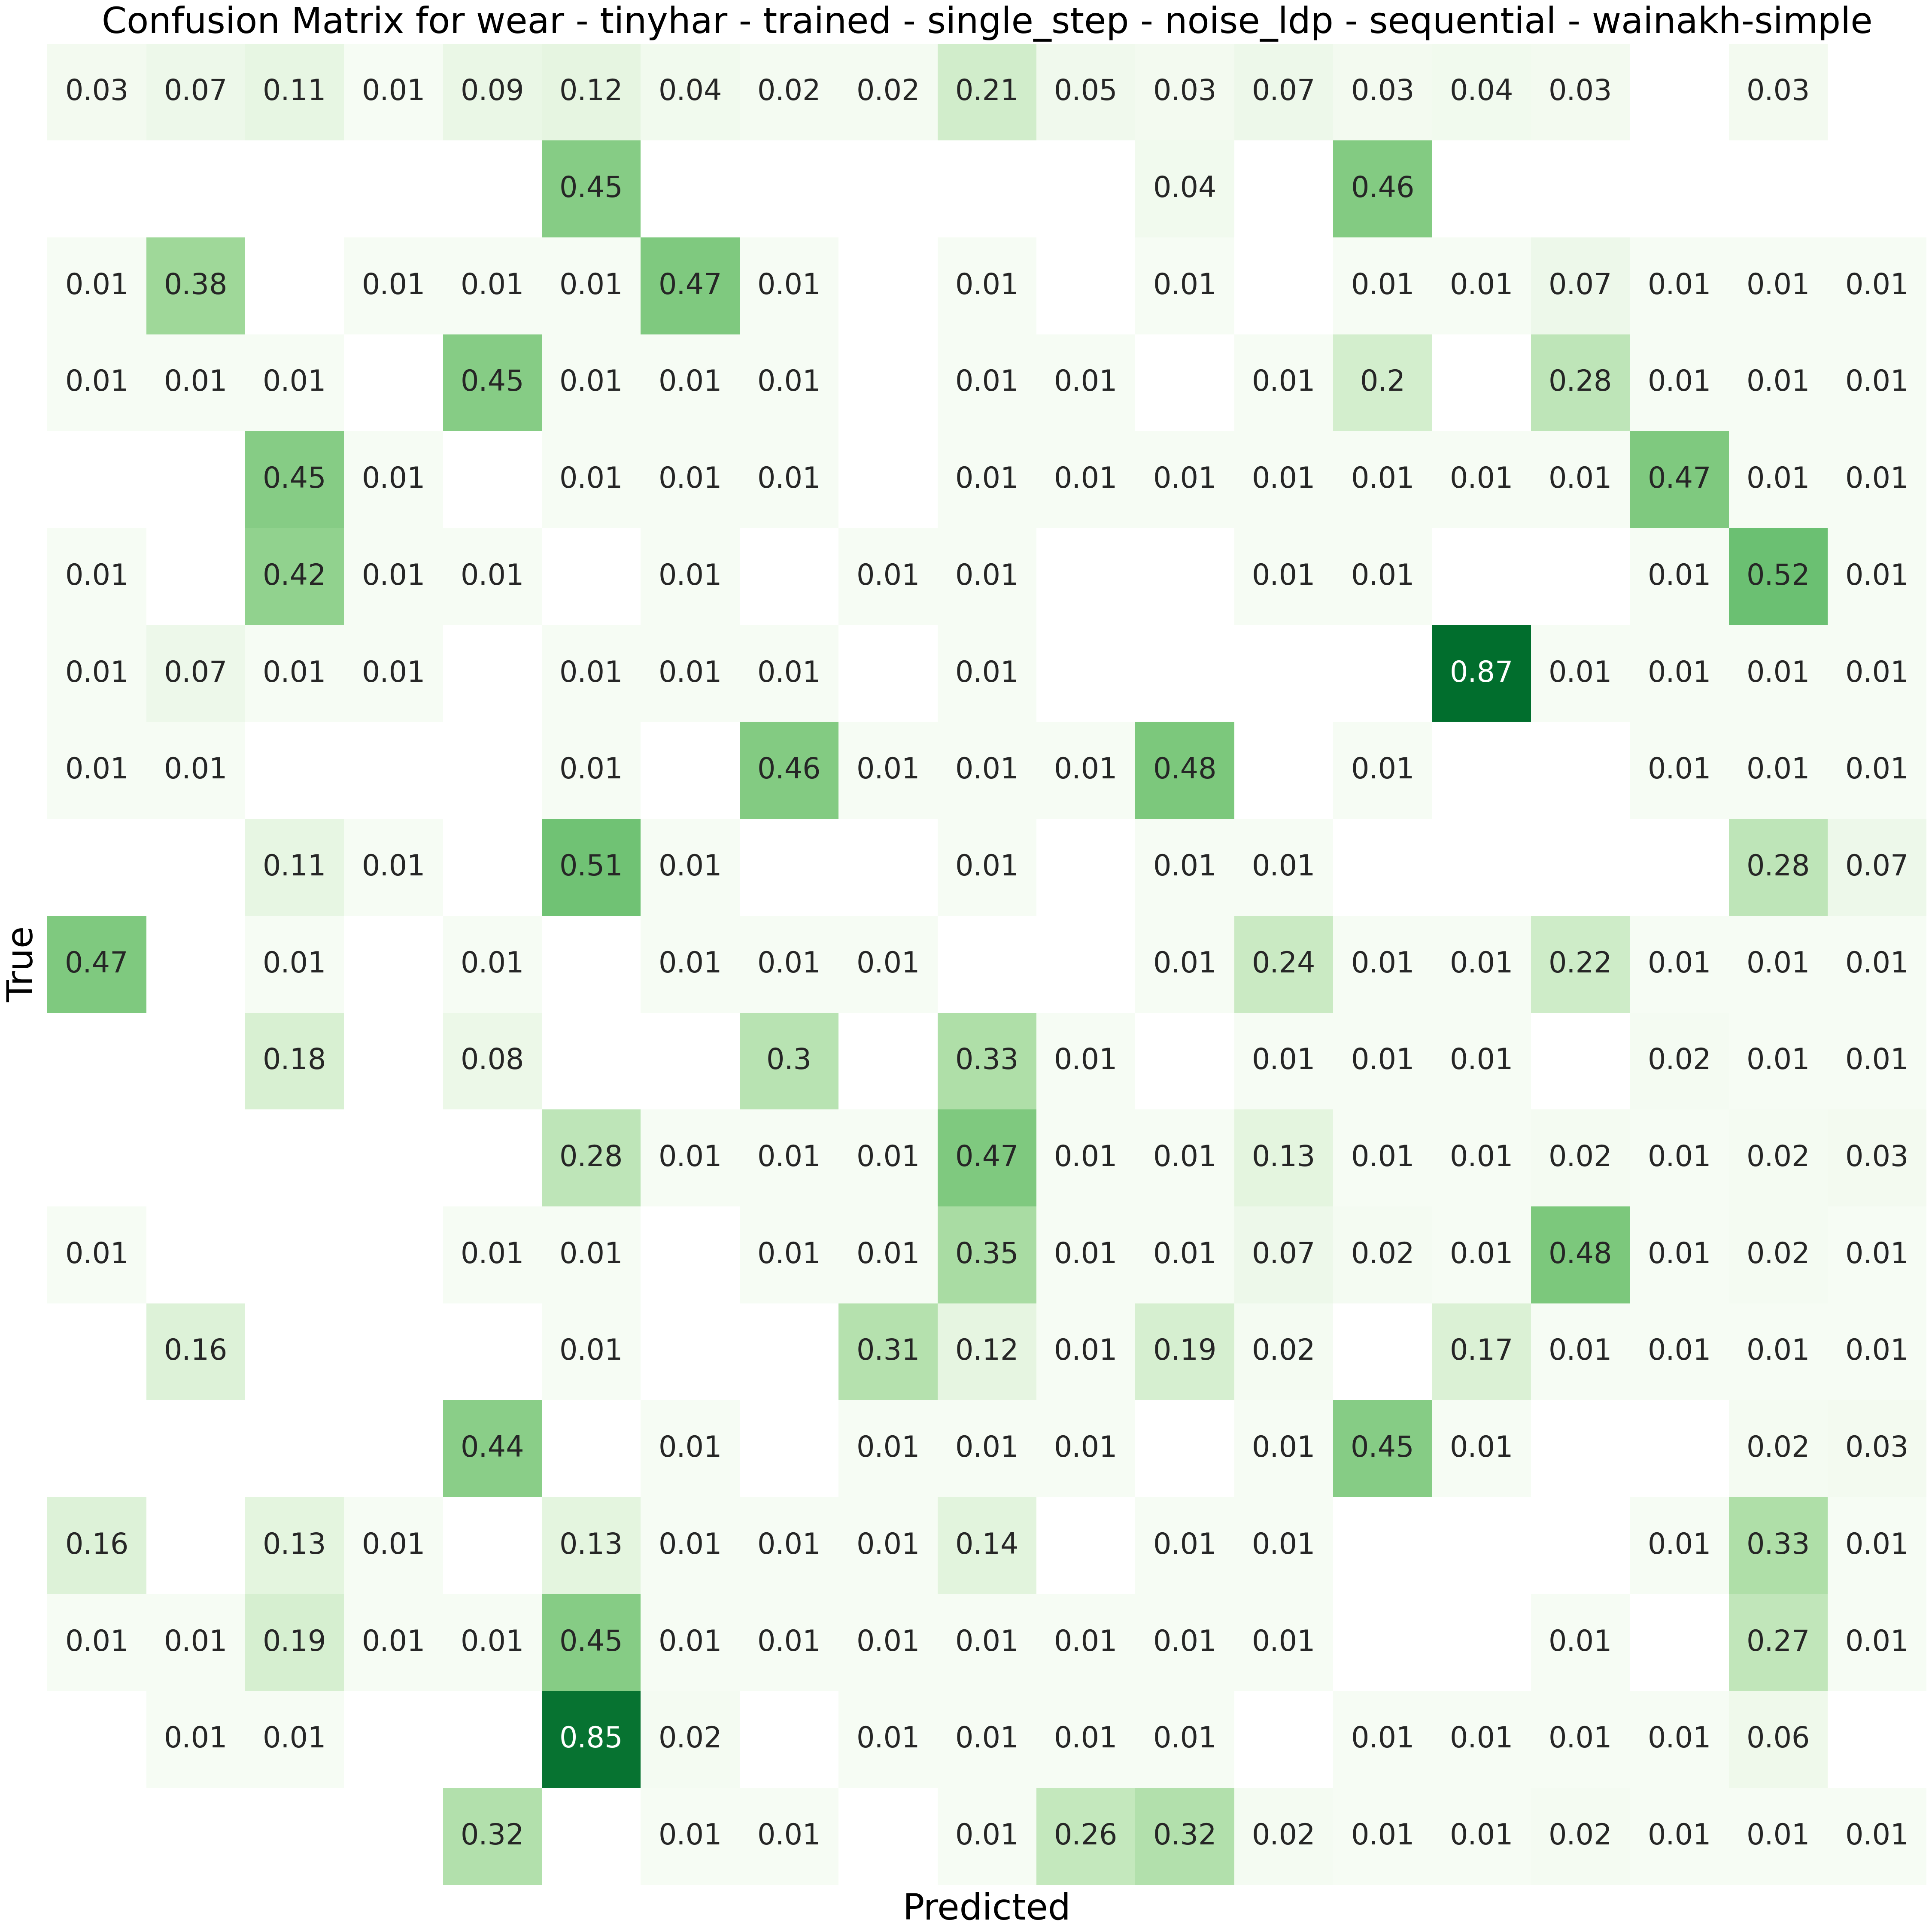 Confusion Matrix for wear - tinyhar - trained - single_step - noise_ldp - sequential - wainakh-simple
0.03 0.07 0.11 0.01 0.09 0.12 0.04 0.02 0.02 0.21 0.05 0.03 0.07 0.03 0.04 0.03 0.03
0.45 0.04 0.46
0.01 0.38 0.01 0.01 0.01 0.47 0.01 0.01 0.01 0.01 0.01 0.07 0.01 0.01 0.01
0.01 0.01 0.01 0.45 0.01 0.01 0.01 0.01 0.01 0.01 0.2 0.28 0.01 0.01 0.01
0.45 0.01 0.01 0.01 0.01 0.01 0.01 0.01 0.01 0.01 0.01 0.01 0.47 0.01 0.01
0.01 0.42 0.01 0.01 0.01 0.01 0.01 0.01 0.01 0.01 0.52 0.01
0.01 0.07 0.01 0.01 0.01 0.01 0.01 0.01 0.87 0.01 0.01 0.01 0.01
0.01 0.01 0.01 0.46 0.01 0.01 0.01 0.48 0.01 0.01 0.01 0.01
0.11 0.01 0.51 0.01 0.01 0.01 0.01 0.28 0.07
0.47 0.01 0.01 0.01 0.01 0.01 0.01 0.24 0.01 0.01 0.22 0.01 0.01 0.01
0.18 0.08 0.3 0.33 0.01 0.01 0.01 0.01 0.02 0.01 0.01
0.28 0.01 0.01 0.01 0.47 0.01 0.01 0.13 0.01 0.01 0.02 0.01 0.02 0.03
0.01 0.01 0.01 0.01 0.01 0.35 0.01 0.01 0.07 0.02 0.01 0.48 0.01 0.02 0.01
0.16 0.01 0.31 0.12 0.01 0.19 0.02 0.17 0.01 0.01 0.01 0.01
0.44 0.01 0.01 0.01 0.01 0.01 0.45 0.01 0.02 0.03
0.16 0.13 0.01 0.13 0.01 0.01 0.01 0.14 0.01 0.01 0.01 0.33 0.01
0.01 0.01 0.19 0.01 0.01 0.45 0.01 0.01 0.01 0.01 0.01 0.01 0.01 0.01 0.27 0.01
0.01 0.01 0.85 0.02 0.01 0.01 0.01 0.01 0.01 0.01 0.01 0.01 0.06
0.32 0.01 0.01 0.01 0.26 0.32 0.02 0.01 0.01 0.02 0.01 0.01 0.01
True
Predicted